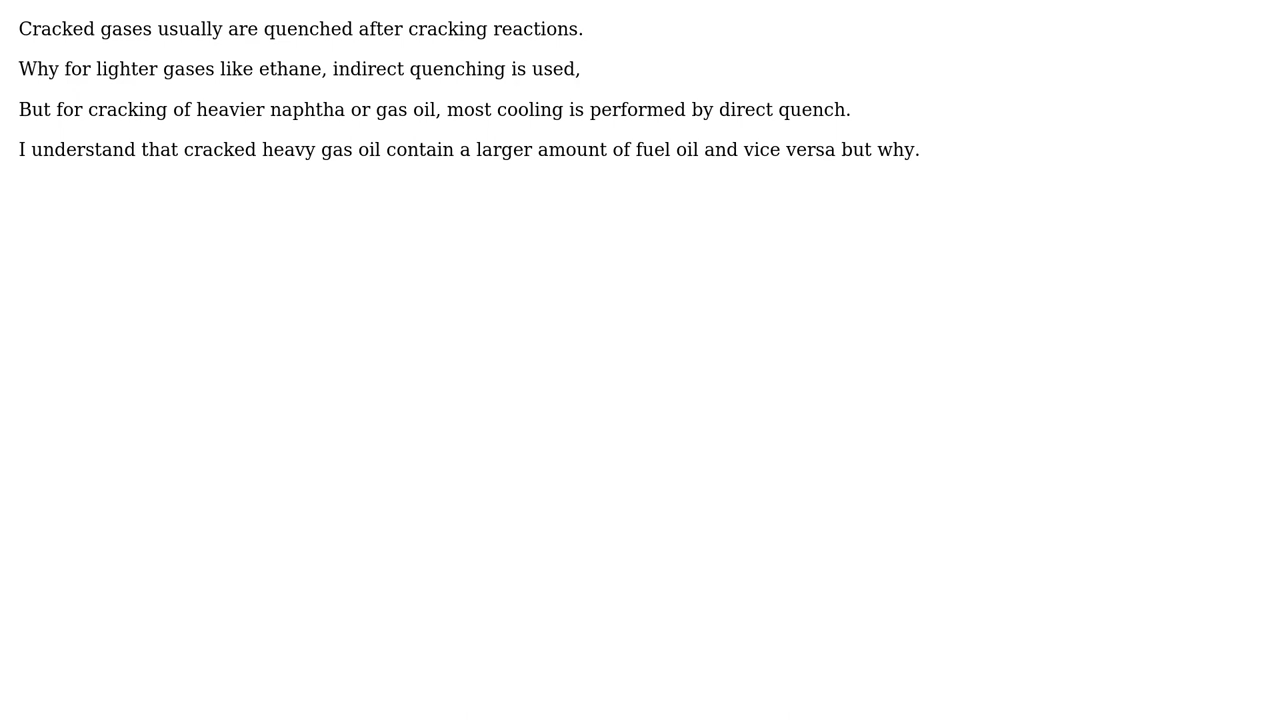 Cracked gases usually are quenched after cracking reactions.
Why for lighter gases like ethane, indirect quenching is used,
But for cracking of heavier naphtha or gas oil, most cooling is performed by direct quench.
I understand that cracked heavy gas oil contain a larger amount of fuel oil and vice versa but why.